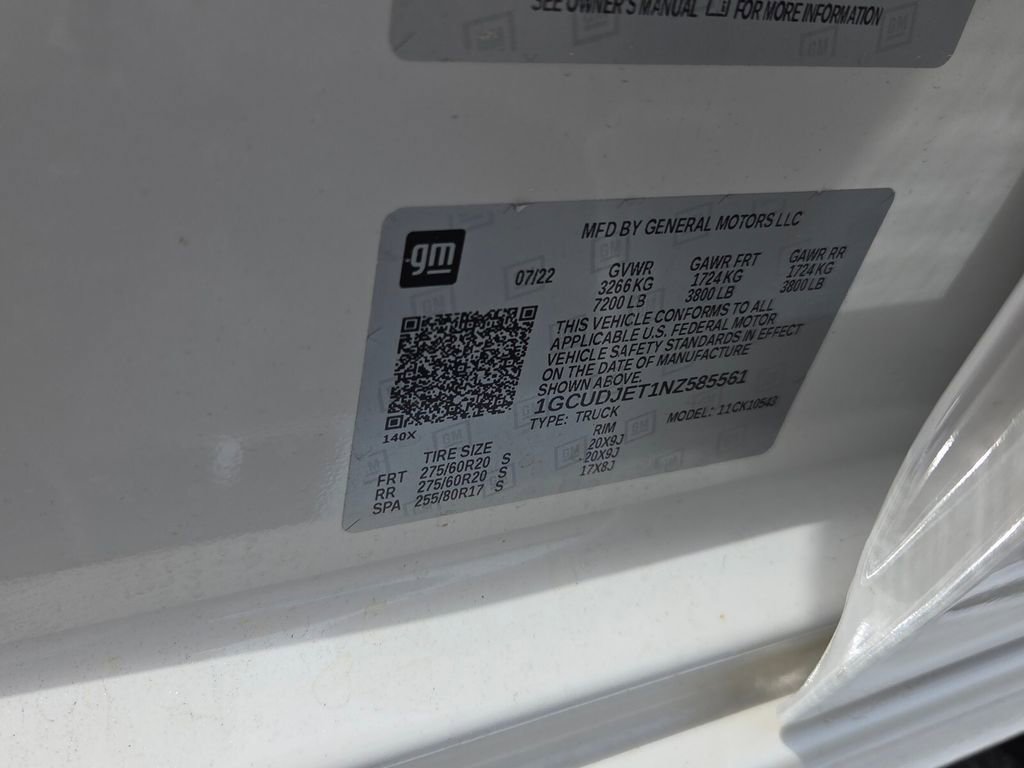 SEE OWNER'S MANUAL FOR MORE INFORMATION
gm
MFD BY GENERAL MOTORS LLC
07/22
GVWR
3266 KG
7200 LB
GAWR FRT
1724 KG
3800 LB
GAWR RR
1724 KG
3800 LB
THIS VEHICLE CONFORMS TO ALL
APPLICABLE U.S. FEDERAL MOTOR
VEHICLE SAFETY STANDARDS IN EFFECT
ON THE DATE OF MANUFACTURE
SHOWN ABOVE.
1GCUDJET1NZ585561
TYPE: TRUCK
MODEL: 11CK10543
140X
TIRE SIZE RIM
FRT 275/60R20 S 20X9J
RR 275/60R20 S 20X9J
SPA 255/80R17 S 17X8J